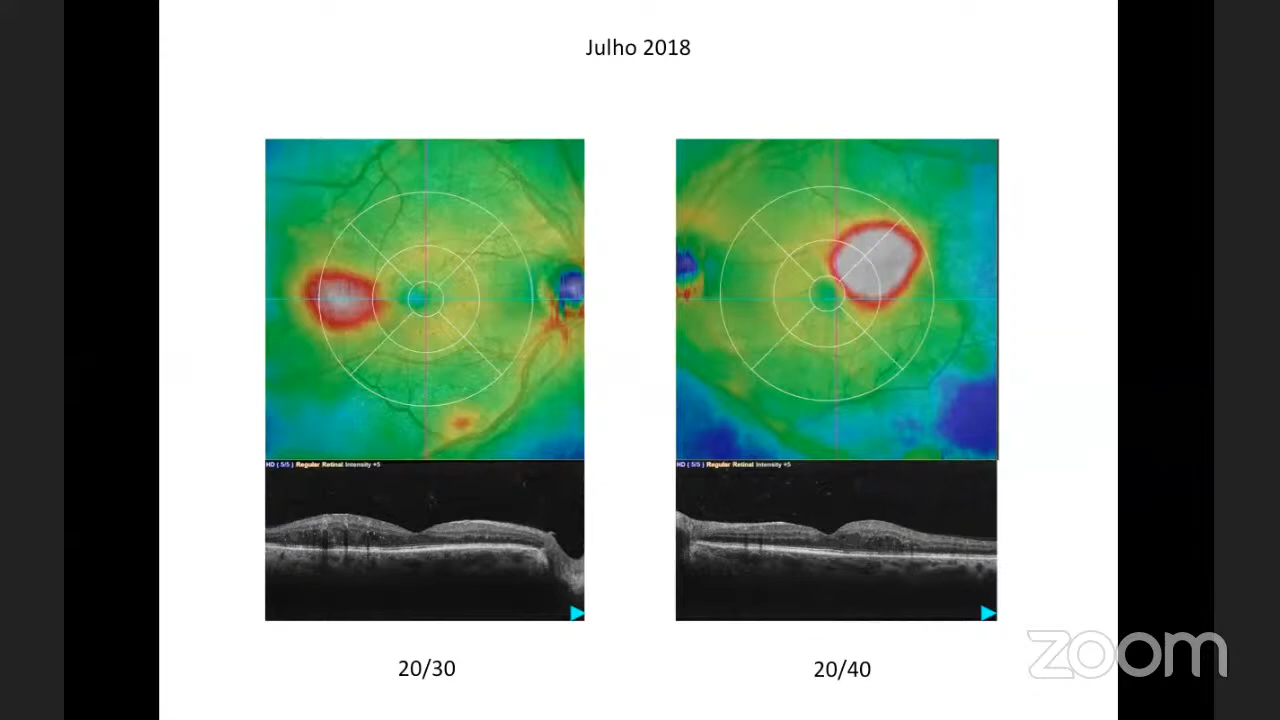 Julho 2018
HD ( 5/5 ) Regular Retinal Intensity +5
HD ( 5/5 ) Regular Retinal Intensity +5
20/30
20/40
zoom